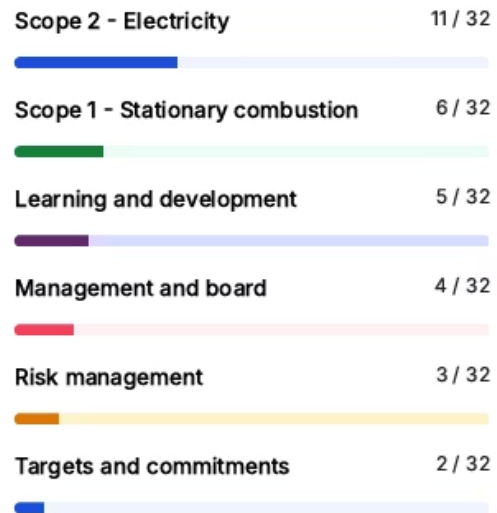 Scope 2 - Electricity 11 / 32
Scope 1 - Stationary combustion 6 / 32
Learning and development 5 / 32
Management and board 4 / 32
Risk management 3 / 32
Targets and commitments 2 / 32